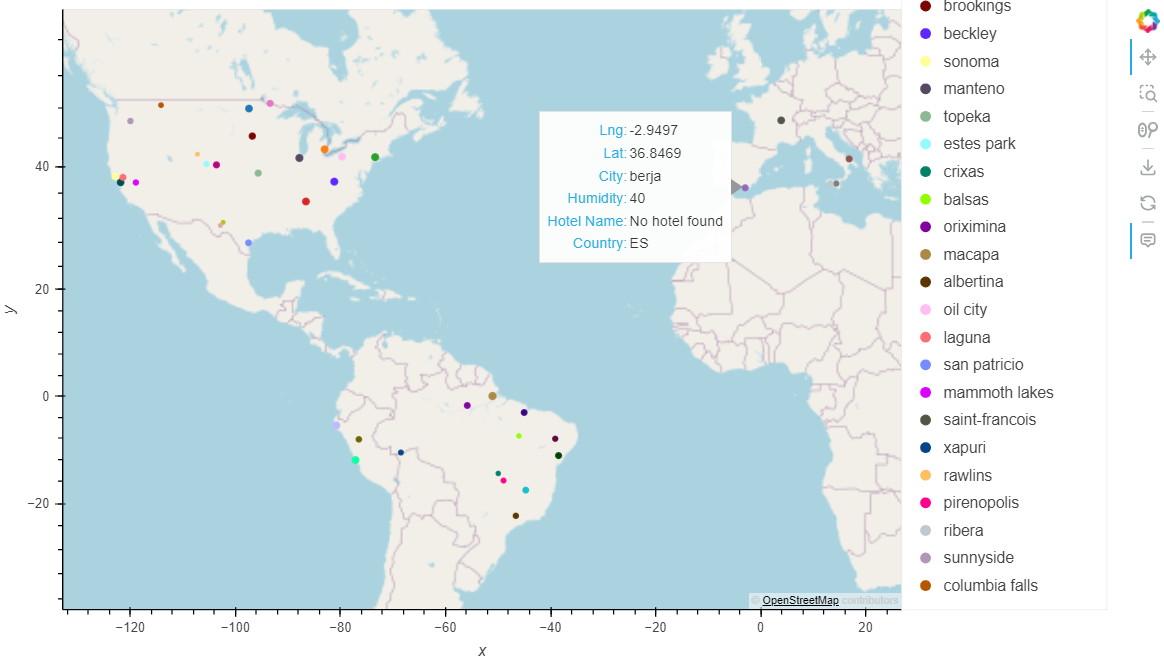 brookings
beckley
sonoma
manteno
topeka
estes park
crixas
balsas
oriximina
macapa
albertina
oil city
laguna
san patricio
mammoth lakes
saint-francois
xapuri
rawlins
pirenopolis
ribera
sunnyside
columbia falls
Lng: -2.9497
Lat: 36.8469
City: berja
Humidity: 40
Hotel Name: No hotel found
Country: ES
40
20
0
−20
y
© OpenStreetMap contributors
−120 −100 −80 −60 −40 −20 0 20
x